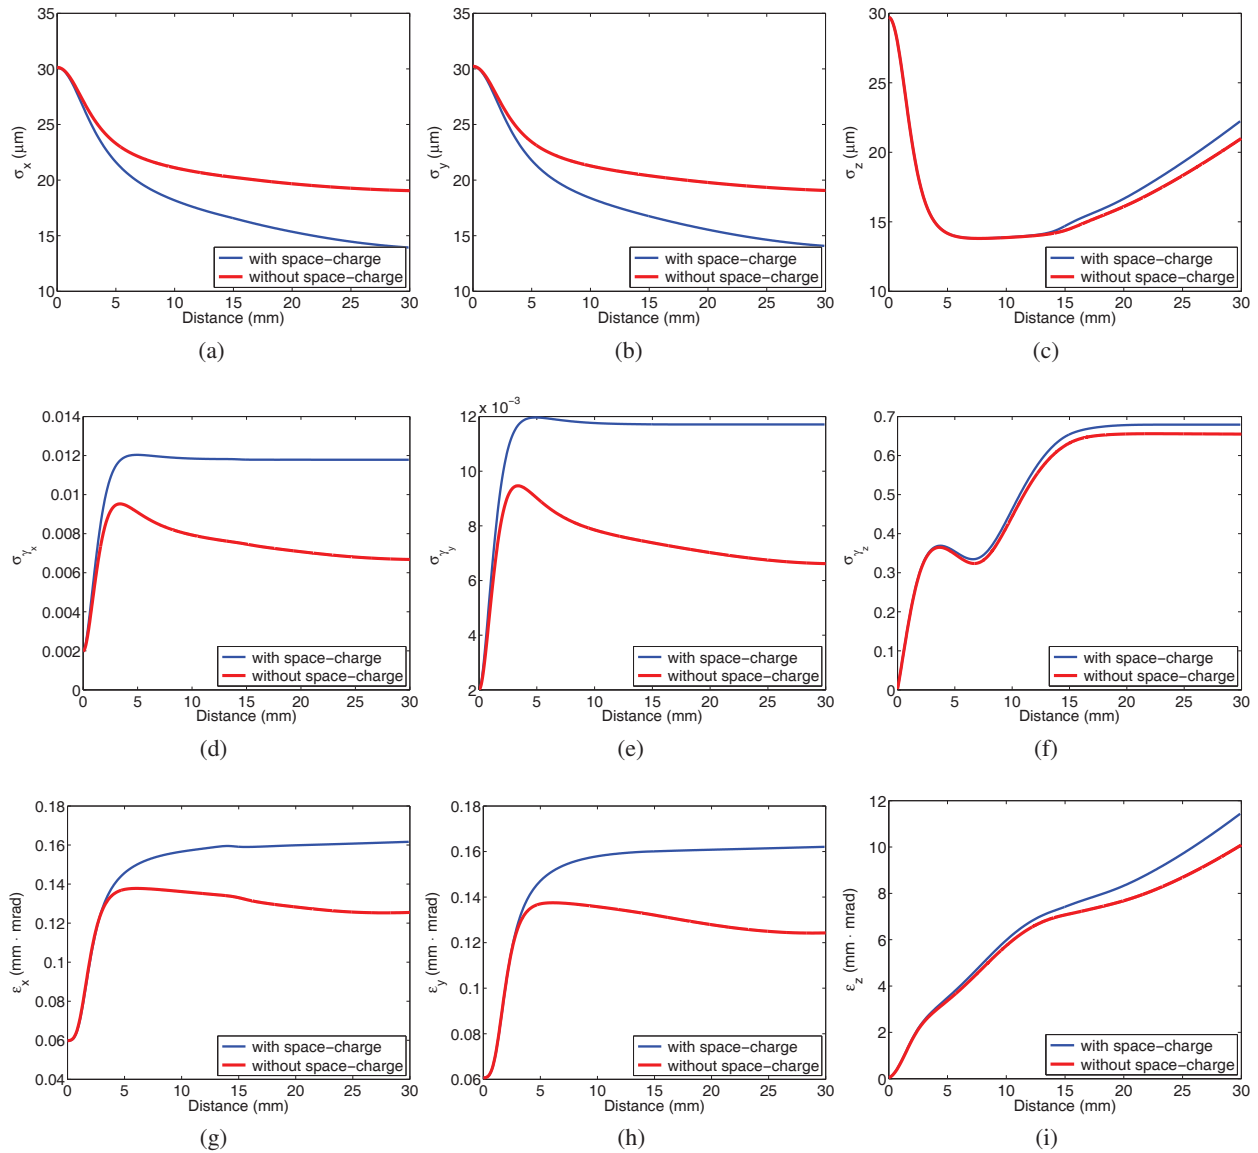 35
30
25
20
15
10
σx (µm)
0 5 10 15 20 25 30
Distance (mm)
with space−charge
without space−charge
(a)
35
30
25
20
15
10
σy (µm)
0 5 10 15 20 25 30
Distance (mm)
with space−charge
without space−charge
(b)
30
25
20
15
10
σz (µm)
0 5 10 15 20 25 30
Distance (mm)
with space−charge
without space−charge
(c)
0.014
0.012
0.01
0.008
0.006
0.004
0.002
0
σγx
0 5 10 15 20 25 30
Distance (mm)
with space−charge
without space−charge
(d)
x 10−3
12
10
8
6
4
2
σγy
0 5 10 15 20 25 30
Distance (mm)
with space−charge
without space−charge
(e)
0.7
0.6
0.5
0.4
0.3
0.2
0.1
0
σγz
0 5 10 15 20 25 30
Distance (mm)
with space−charge
without space−charge
(f)
0.18
0.16
0.14
0.12
0.1
0.08
0.06
0.04
εx (mm · mrad)
0 5 10 15 20 25 30
Distance (mm)
with space−charge
without space−charge
(g)
0.18
0.16
0.14
0.12
0.1
0.08
0.06
εy (mm · mrad)
0 5 10 15 20 25 30
Distance (mm)
with space−charge
without space−charge
(h)
12
10
8
6
4
2
0
εz (mm · mrad)
0 5 10 15 20 25 30
Distance (mm)
with space−charge
without space−charge
(i)